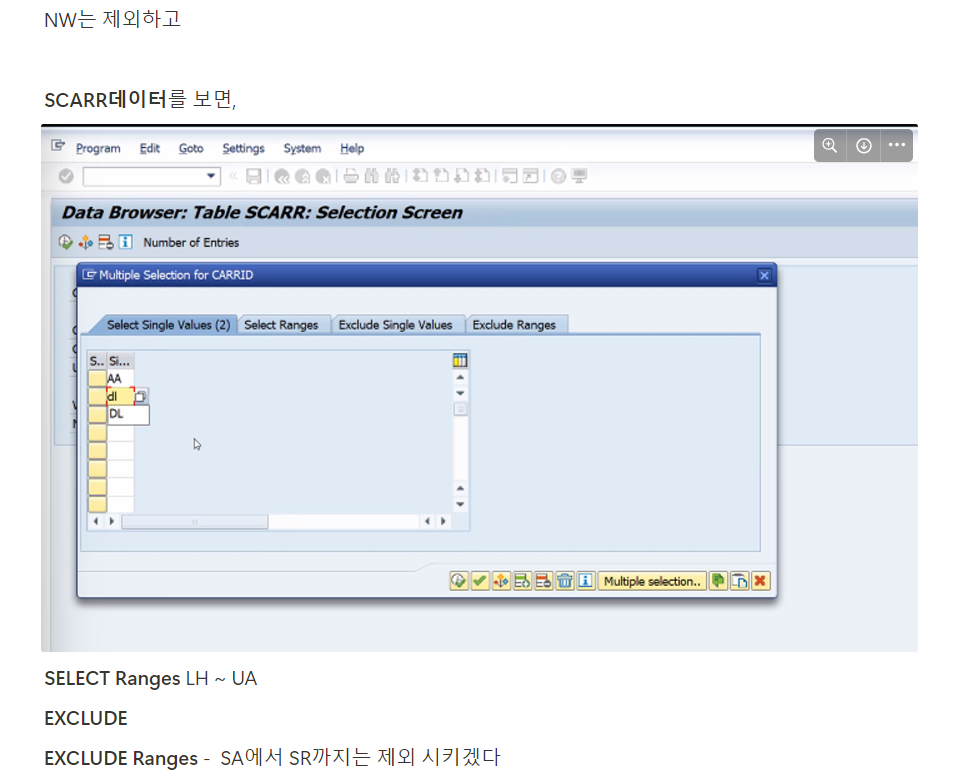 NW는 제외하고
SCARR데이터를 보면,
Program Edit Goto Settings System Help
Data Browser: Table SCARR: Selection Screen
Number of Entries
Multiple Selection for CARRID
Select Single Values (2) Select Ranges Exclude Single Values Exclude Ranges
S.. Si...
AA
dl
DL
Multiple selection..
SELECT Ranges LH ~ UA
EXCLUDE
EXCLUDE Ranges - SA에서 SR까지는 제외 시키겠다